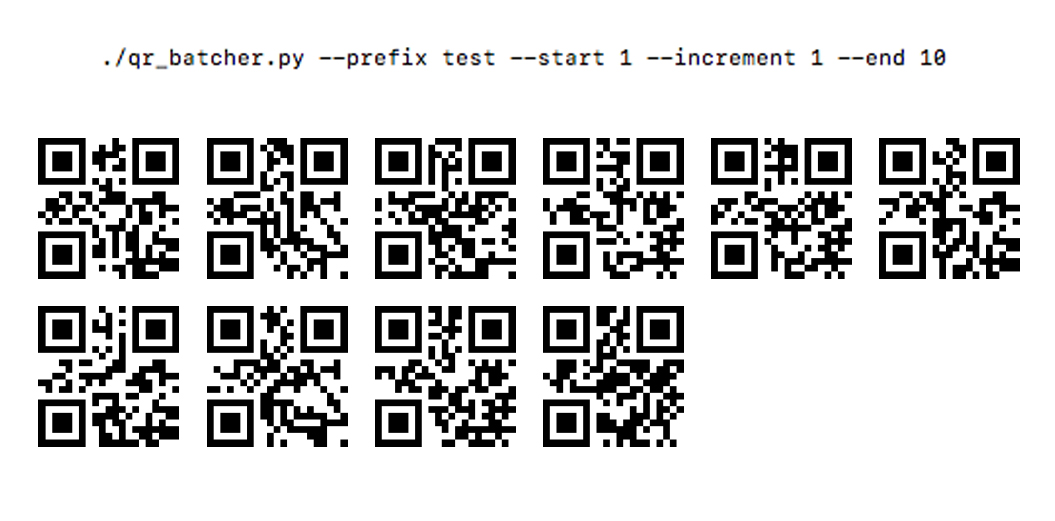 ./qr_batcher.py --prefix test --start 1 --increment 1 --end 10